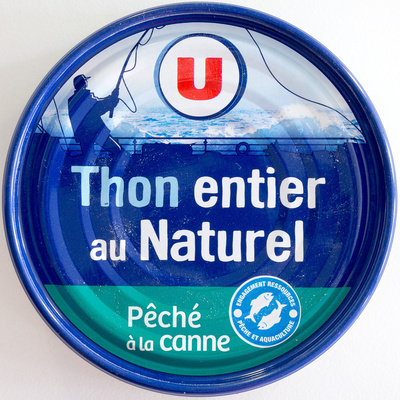 U
Thon entier
au Naturel
Pêché
à la canne
ENGAGEMENT RESSOURCES
PÊCHE ET AQUACULTURE